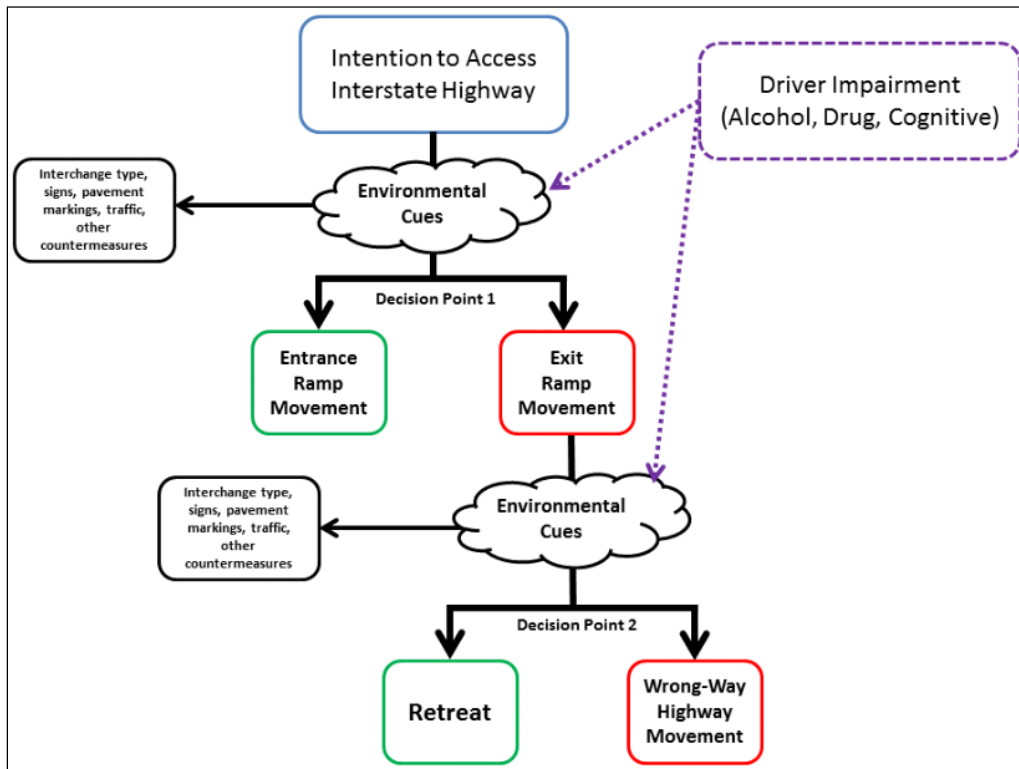 Intention to Access
Interstate Highway
Driver Impairment
(Alcohol, Drug, Cognitive)
Interchange type,
signs, pavement
markings, traffic,
other
countermeasures
Environmental
Cues
Decision Point 1
Entrance
Ramp
Movement
Exit
Ramp
Movement
Interchange type,
signs, pavement
markings, traffic,
other
countermeasures
Environmental
Cues
Decision Point 2
Retreat
Wrong-Way
Highway
Movement